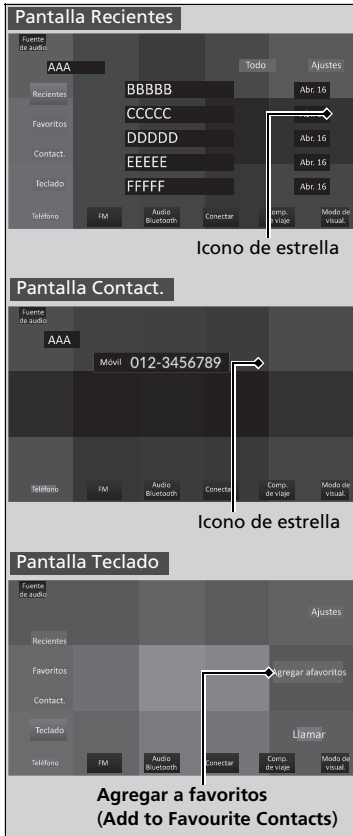 Pantalla Recientes
Fuente
de audio
AAA
Todo
Ajustes
Recientes
BBBBB
Abr. 16
CCCCC
Favoritos
DDDDD
Abr. 16
Contact.
EEEEE
Abr. 16
Teclado
FFFFF
Abr. 16
Teléfono
FM
Audio
Bluetooth
Conectar
Comp.
de viaje
Modo de
visual.
Icono de estrella
Pantalla Contact.
Fuente
de audio
AAA
Móvil 012-3456789
Teléfono
FM
Audio
Bluetooth
Conectar
Comp.
de viaje
Modo de
visual.
Icono de estrella
Pantalla Teclado
Fuente
de audio
Ajustes
Recientes
Favoritos
Agregar afavoritos
Contact.
Teclado
Llamar
Teléfono
FM
Audio
Bluetooth
Conectar
Comp.
de viaje
Modo de
visual.
Agregar a favoritos
(Add to Favourite Contacts)